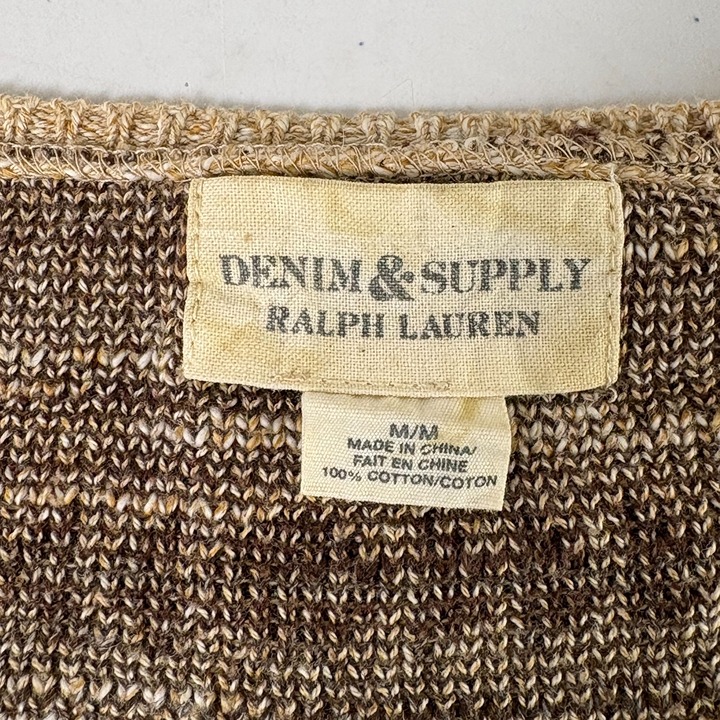 DENIM & SUPPLY
RALPH LAUREN
M/M
MADE IN CHINA/
FAIT EN CHINE
100% COTTON/COTON